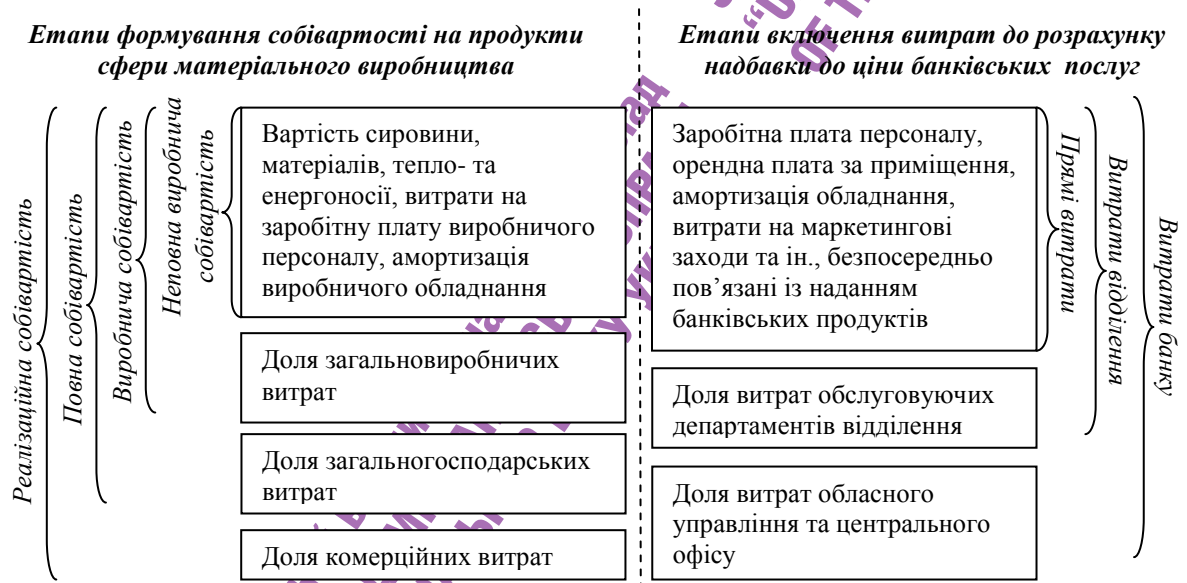 Етапи формування собівартості на продукти
сфери матеріального виробництва
Реалізаційна собівартість
Повна собівартість
Виробнича собівартість
Неповна виробнича
собівартість
Вартість сировини,
матеріалів, тепло- та
енергоносії, витрати на
заробітну плату виробничого
персоналу, амортизація
виробничого обладнання
Доля загальновиробничих
витрат
Доля загальногосподарських
витрат
Доля комерційних витрат
Етапи включення витрат до розрахунку
надбавки до ціни банківських послуг
Заробітна плата персоналу,
орендна плата за приміщення,
амортизація обладнання,
витрати на маркетингові
заходи та ін., безпосередньо
пов’язані із наданням
банківських продуктів
Доля витрат обслуговуючих
департаментів відділення
Доля витрат обласного
управління та центрального
офісу
Прямі витрати
Витрати відділення
Витрати банку